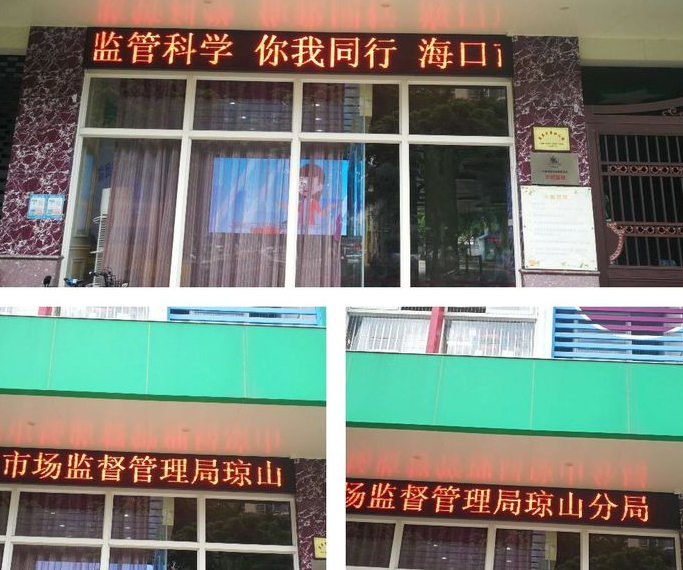 监管科学 你我同行 海口市
市场监督管理局琼山
场监督管理局琼山分局